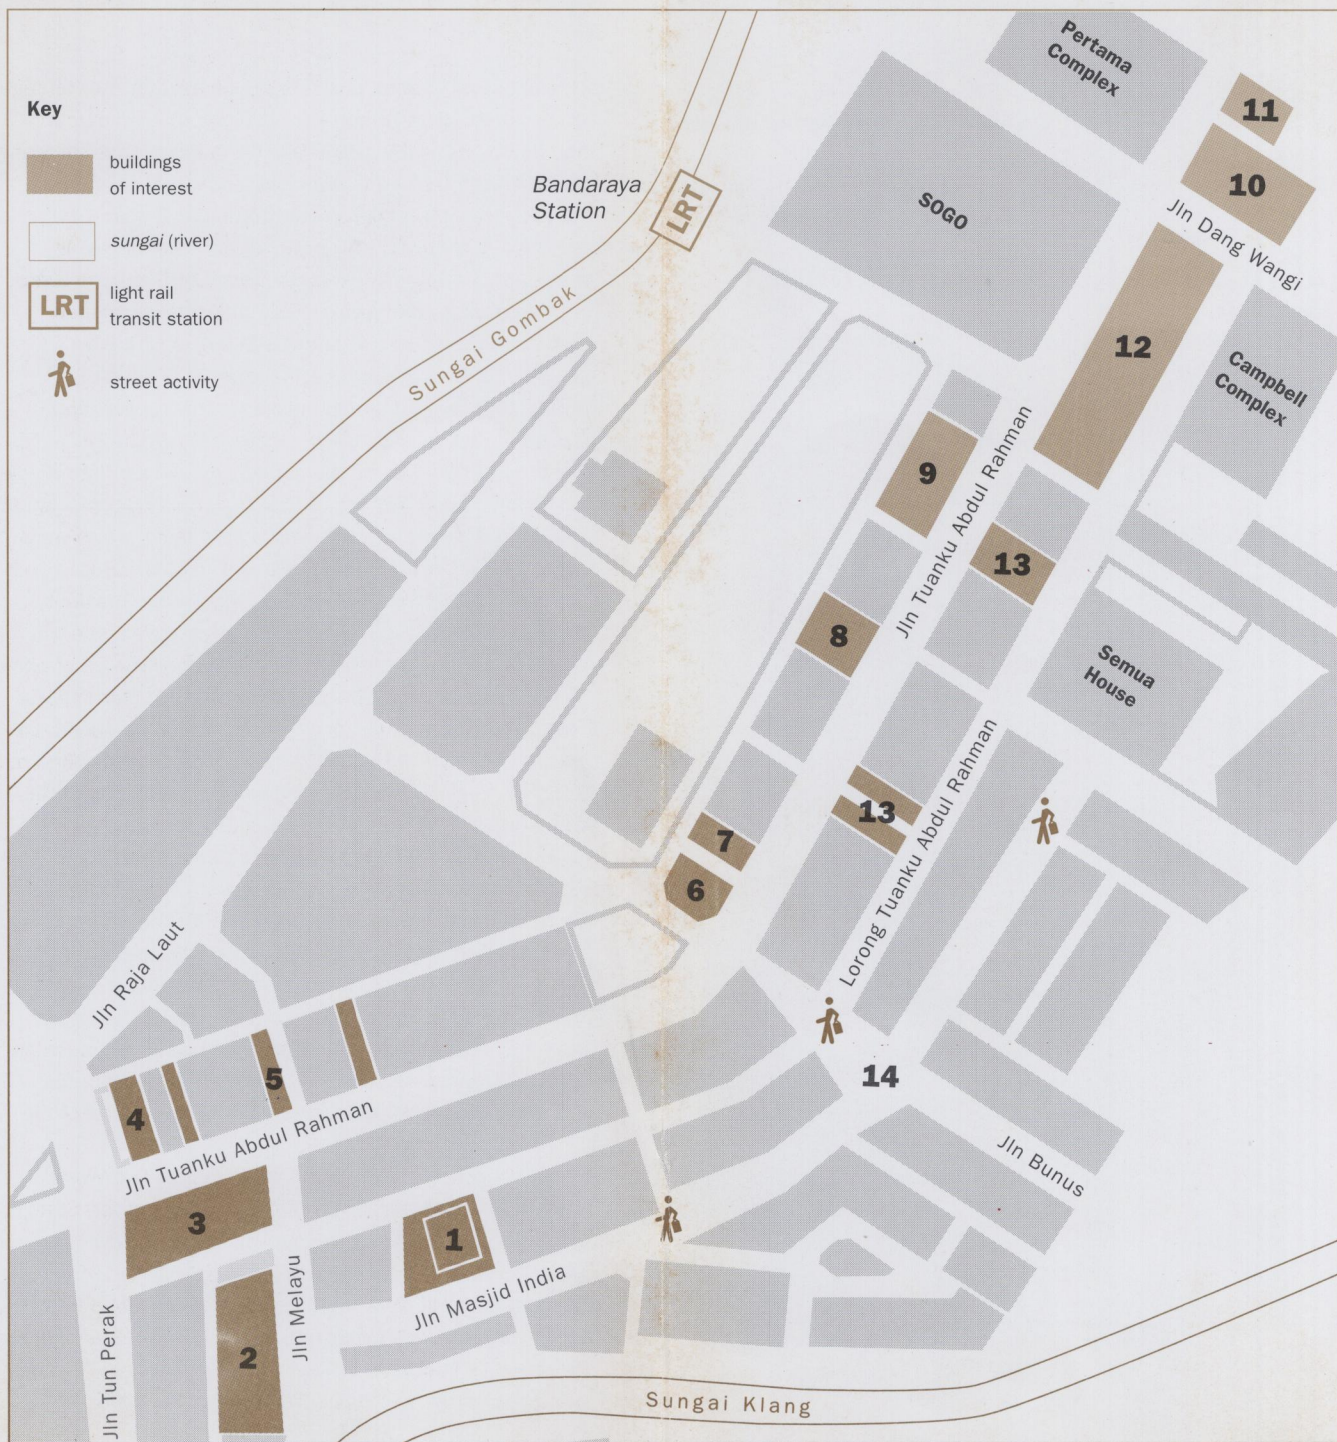 Key
buildings
of interest
sungai (river)
LRT
light rail
transit station
street activity
Bandaraya
Station
LRT
Sungai Gombak
Pertama
Complex
SOGO
11
10
Jln Dang Wangi
12
Campbell
Complex
9
Jln Tuanku Abdul Rahman
13
8
Semua
House
Lorong Tuanku Abdul Rahman
13
7
6
Jln Raja Laut
14
5
4
Jln Tuanku Abdul Rahman
Jln Bunus
3
1
Jln Masjid India
Jln Melayu
2
Jln Tun Perak
Sungai Klang